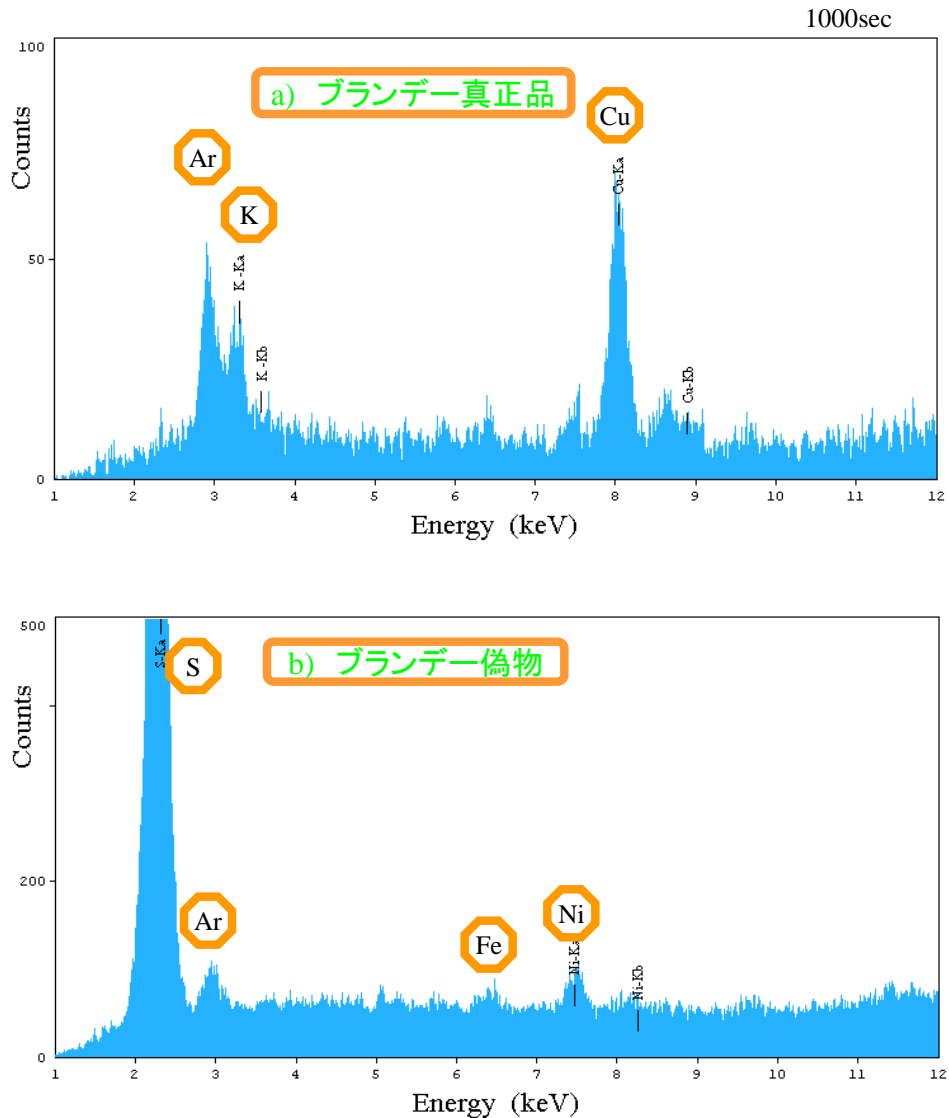 1000sec
100
a) ブランデー真正品
Cu
Ar
K
Cu-Ka
K -Ka
K -Kb
Cu-Kb
50
0
Counts
1 2 3 4 5 6 7 8 9 10 11 12
Energy (keV)
500
S-Ka
S
b) ブランデー偽物
Counts
200
Ar
Fe
Ni
Ni-Ka
Ni-Kb
0
1 2 3 4 5 6 7 8 9 10 11 12
Energy (keV)